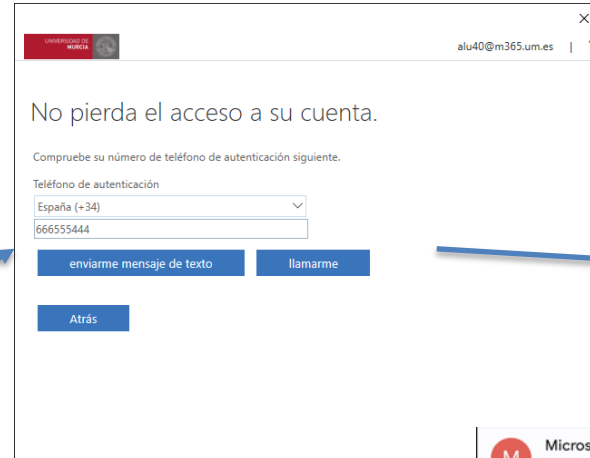 UNIVERSIDAD DE
MURCIA
alu40@m365.um.es |
No pierda el acceso a su cuenta.
Compruebe su número de teléfono de autenticación siguiente.
Teléfono de autenticación
España (+34)
666555444
enviarme mensaje de texto llamarme
Atrás
M Micros